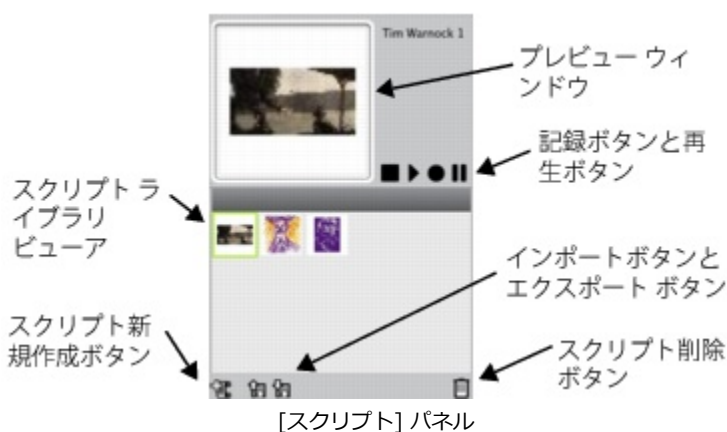 Tim Warnock 1
プレビュー ウィ
ンドウ
記録ボタンと再
生ボタン
スクリプト ラ
イブラリ
ビューア
インポートボタンと
エクスポート ボタン
スクリプト新
規作成ボタン
スクリプト削除
ボタン
[スクリプト] パネル